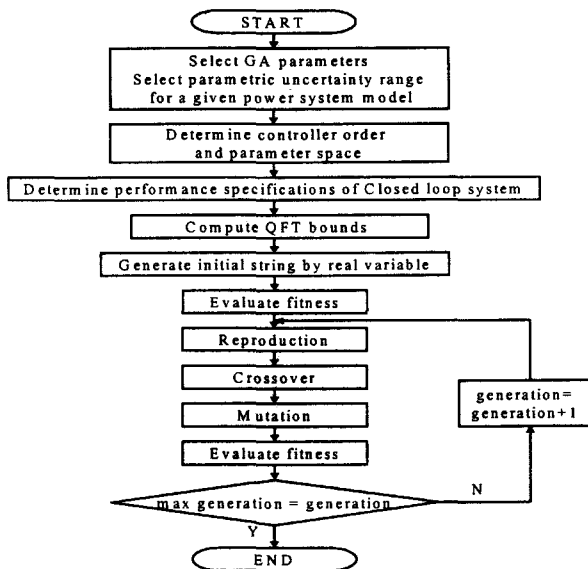 START
Select GA parameters
Select parametric uncertainty range
for a given power system model
Determine controller order
and parameter space
Determine performance specifications of Closed loop system
Compute QFT bounds
Generate initial string by real variable
Evaluate fitness
Reproduction
Crossover
generation=
generation+1
Mutation
Evaluate fitness
max generation = generation
N
Y
END